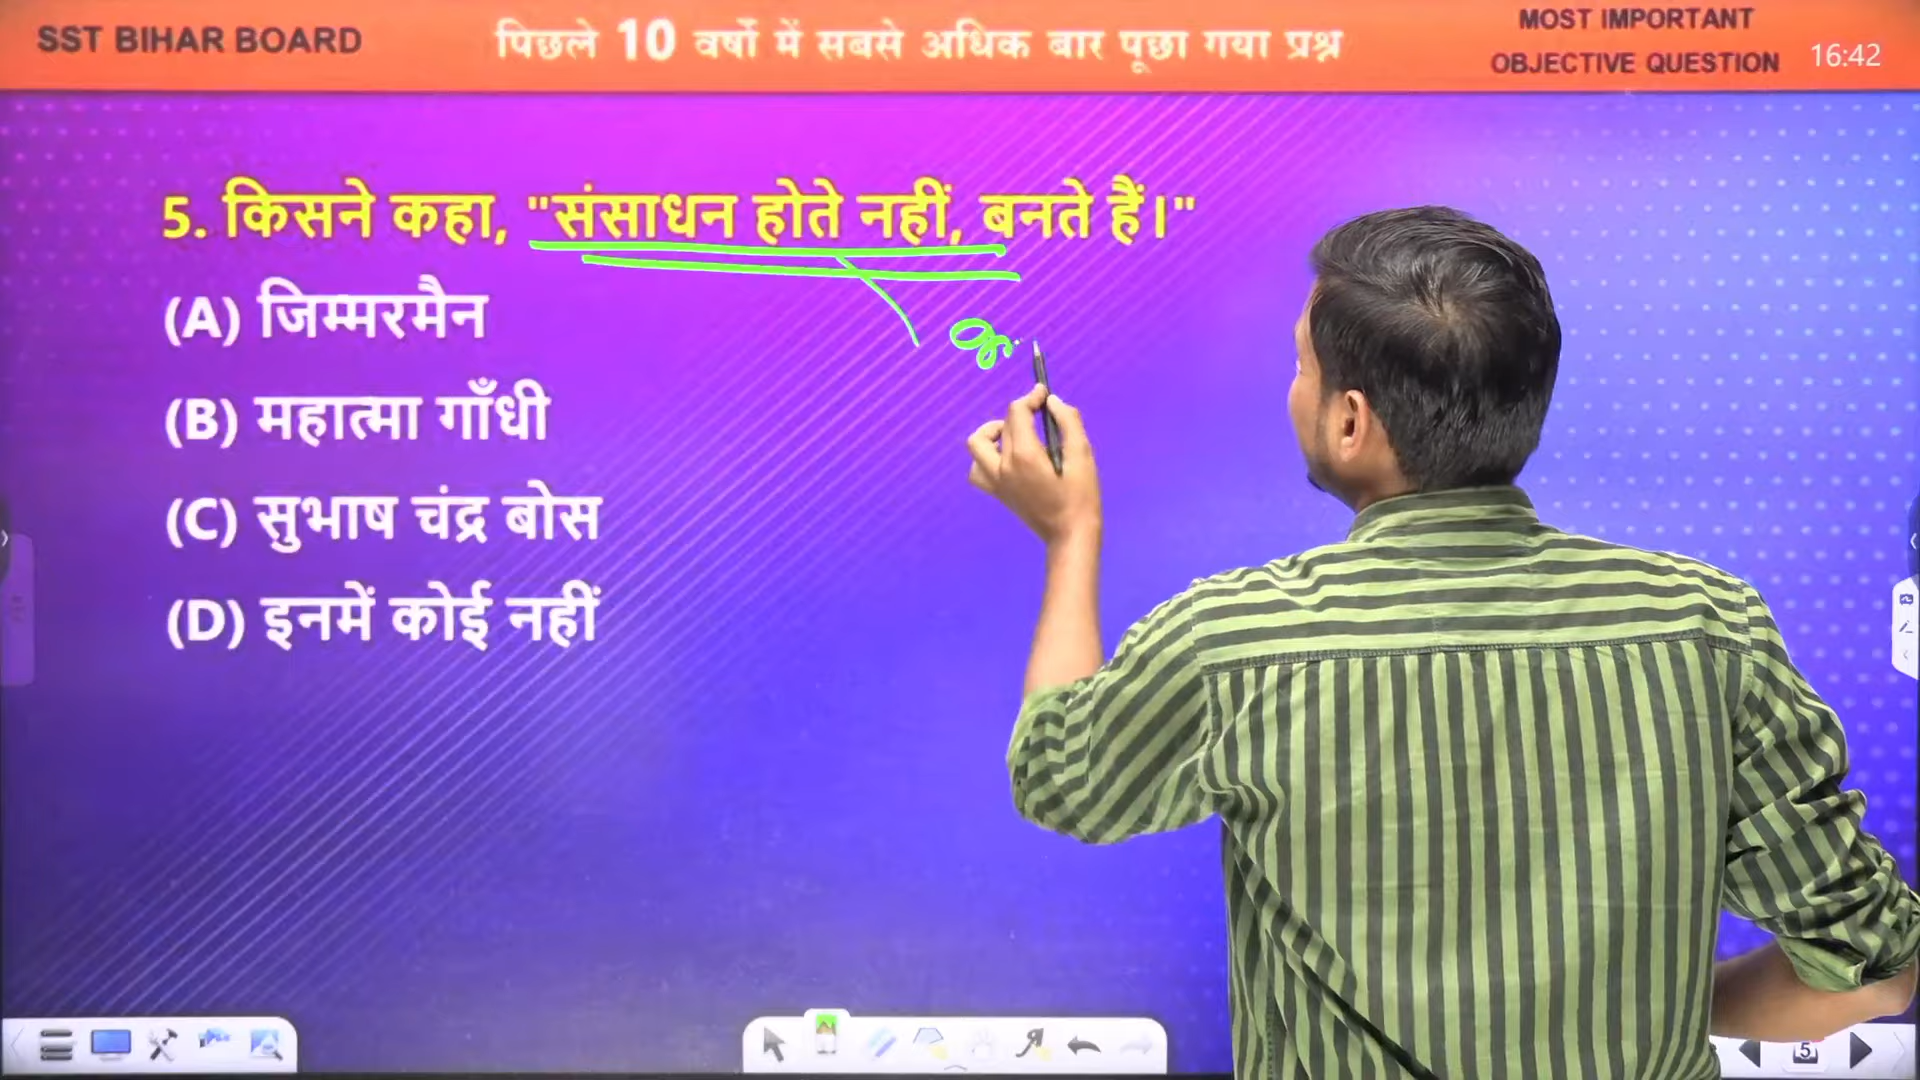 SST BIHAR BOARD
पिछले 10 वर्षो में सबसे अधिक बार पूछा गया प्रश्न
MOST IMPORTANT
OBJECTIVE QUESTION
16:42
5. किसने कहा, "संसाधन होते नहीं, बनते हैं।"
(A) जिम्मरमैन
(B) महात्मा गाँधी
(C) सुभाष चंद्र बोस
(D) इनमें कोई नहीं
5